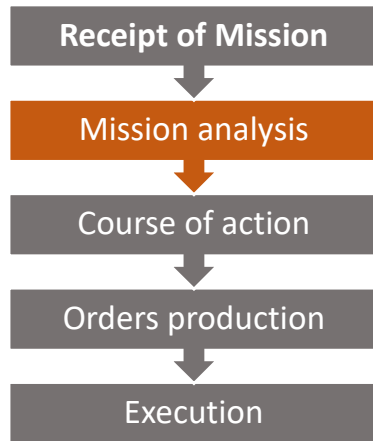 Receipt of Mission
Mission analysis
Course of action
Orders production
Execution